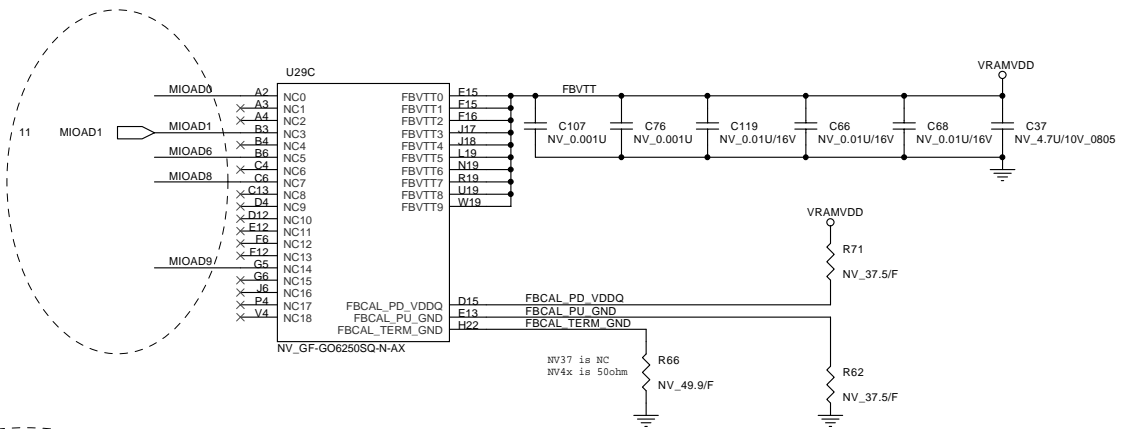 U29C
VRAMVDD
MIOAD0 A2 NC0 FBVTT0 E15 FBVTT
A3 NC1 FBVTT1 F15
A4 NC2 FBVTT2 F16
11 MIOAD1 MIOAD1 B3 NC3 FBVTT3 J17
B4 NC4 FBVTT4 J18
MIOAD6 B6 NC5 FBVTT5 L19
C4 NC6 FBVTT6 N19
MIOAD8 C6 NC7 FBVTT7 R19
C13 NC8 FBVTT8 U19
D4 NC9 FBVTT9 W19
D12 NC10
E12 NC11
F6 NC12
F12 NC13
MIOAD9 G5 NC14
G6 NC15
J6 NC16
P4 NC17 FBCAL_PD_VDDQ D15 FBCAL_PD_VDDQ
V4 NC18 FBCAL_PU_GND E13 FBCAL_PU_GND
FBCAL_TERM_GND H22 FBCAL_TERM_GND
NV_GF-GO6250SQ-N-AX
C107 C76 C119 C66 C68 C37
NV_0.001U NV_0.001U NV_0.01U/16V NV_0.01U/16V NV_0.01U/16V NV_4.7U/10V_0805
VRAMVDD
R71
NV_37.5/F
NV37 is NC
NV4x is 50ohm
R66
NV_49.9/F
R62
NV_37.5/F